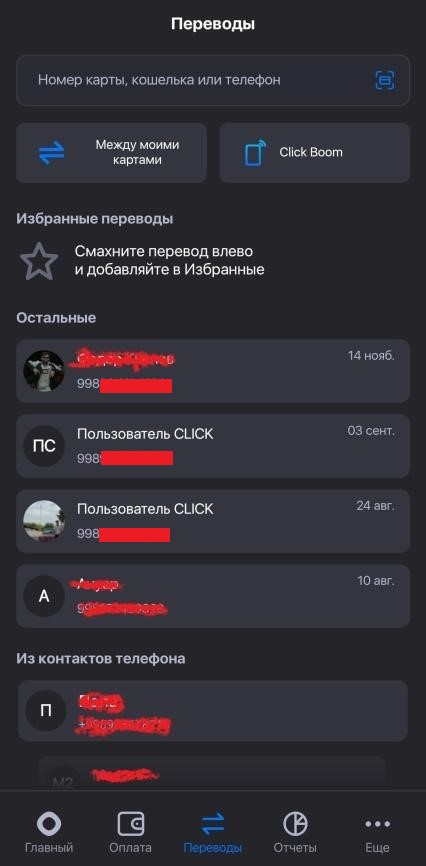 Переводы
Номер карты, кошелька или телефон
Между моими
картами
Click Boom
Избранные переводы
Смахните перевод влево
и добавляйте в Избранные
Остальные
14 нояб.
998
ПС
Пользователь CLICK
03 сент.
998
Пользователь CLICK
24 авг.
998
А
10 авг.
Из контактов телефона
П
М2
Главный
Оплата
Переводы
Отчеты
Еще